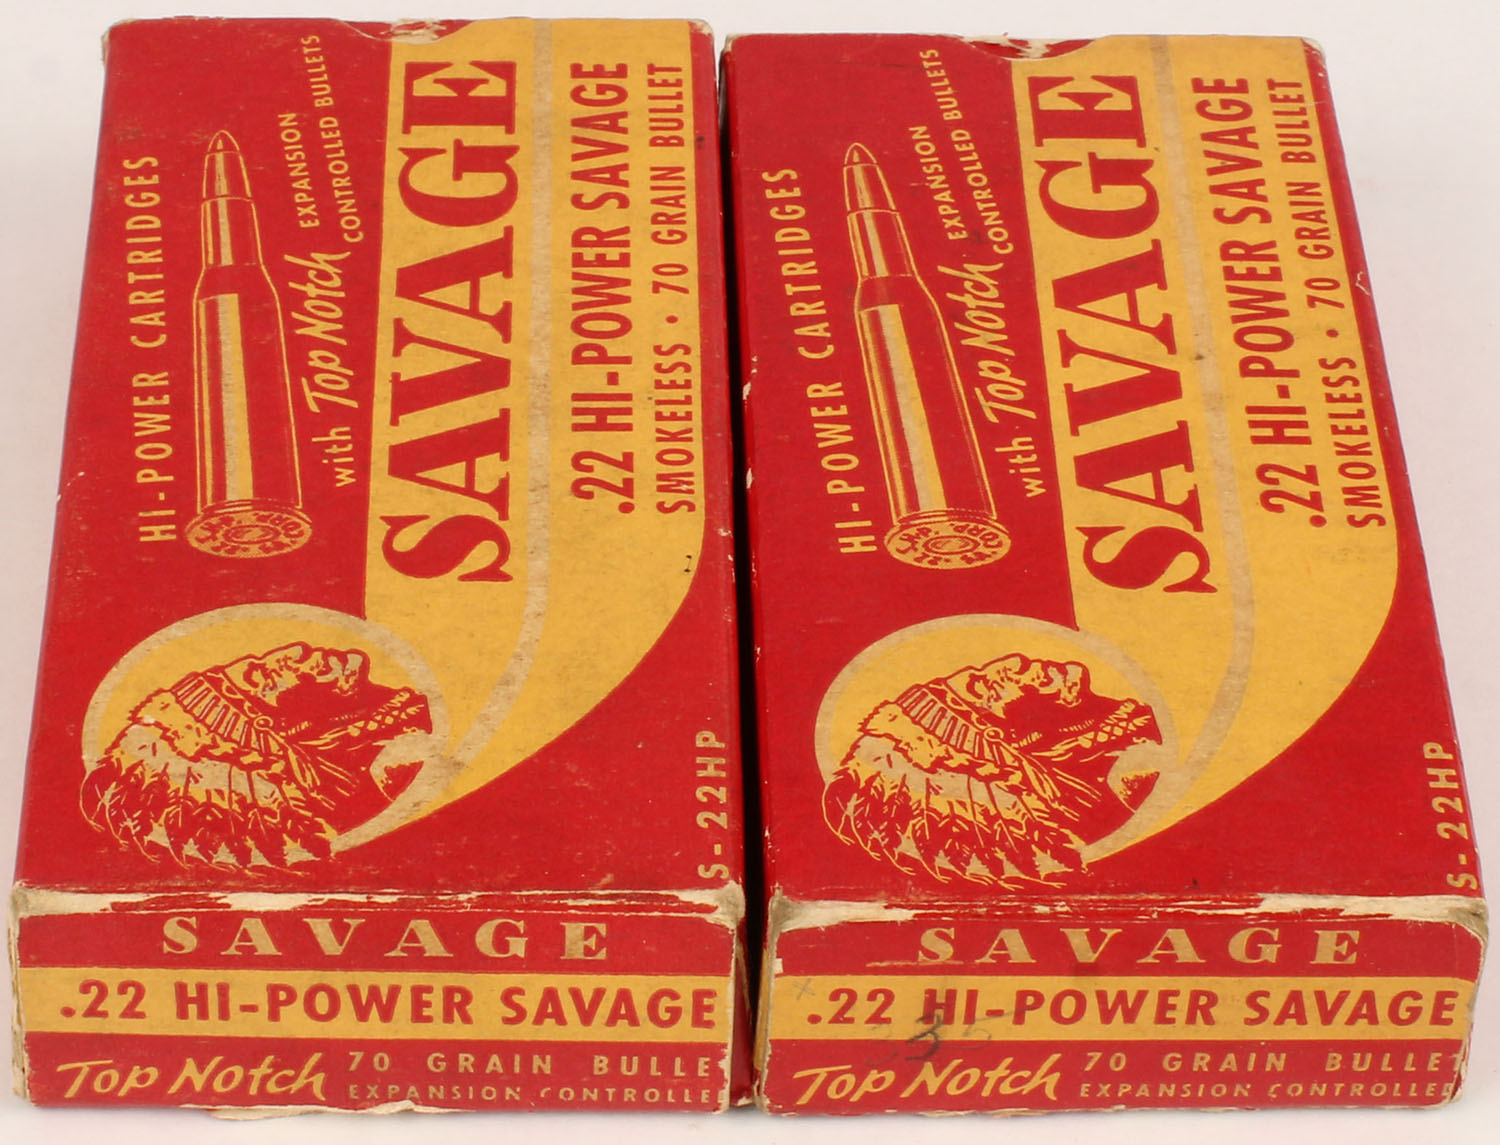 HI-POWER CARTRIDGES
with Top Notch
EXPANSION
CONTROLLED BULLETS
SAVAGE
.22 HI-POWER SAVAGE
SMOKELESS · 70 GRAIN BULLET
S-22HP
SAVAGE
.22 HI-POWER SAVAGE
Top Notch
70 GRAIN BULLE
EXPANSION CONTROLLED
HI-POWER CARTRIDGES
with Top Notch
EXPANSION
CONTROLLED BULLETS
SAVAGE
.22 HI-POWER SAVAGE
SMOKELESS · 70 GRAIN BULLET
S-22HP
SAVAGE
.22 HI-POWER SAVAGE
Top Notch
70 GRAIN BULLE
EXPANSION CONTROLLED